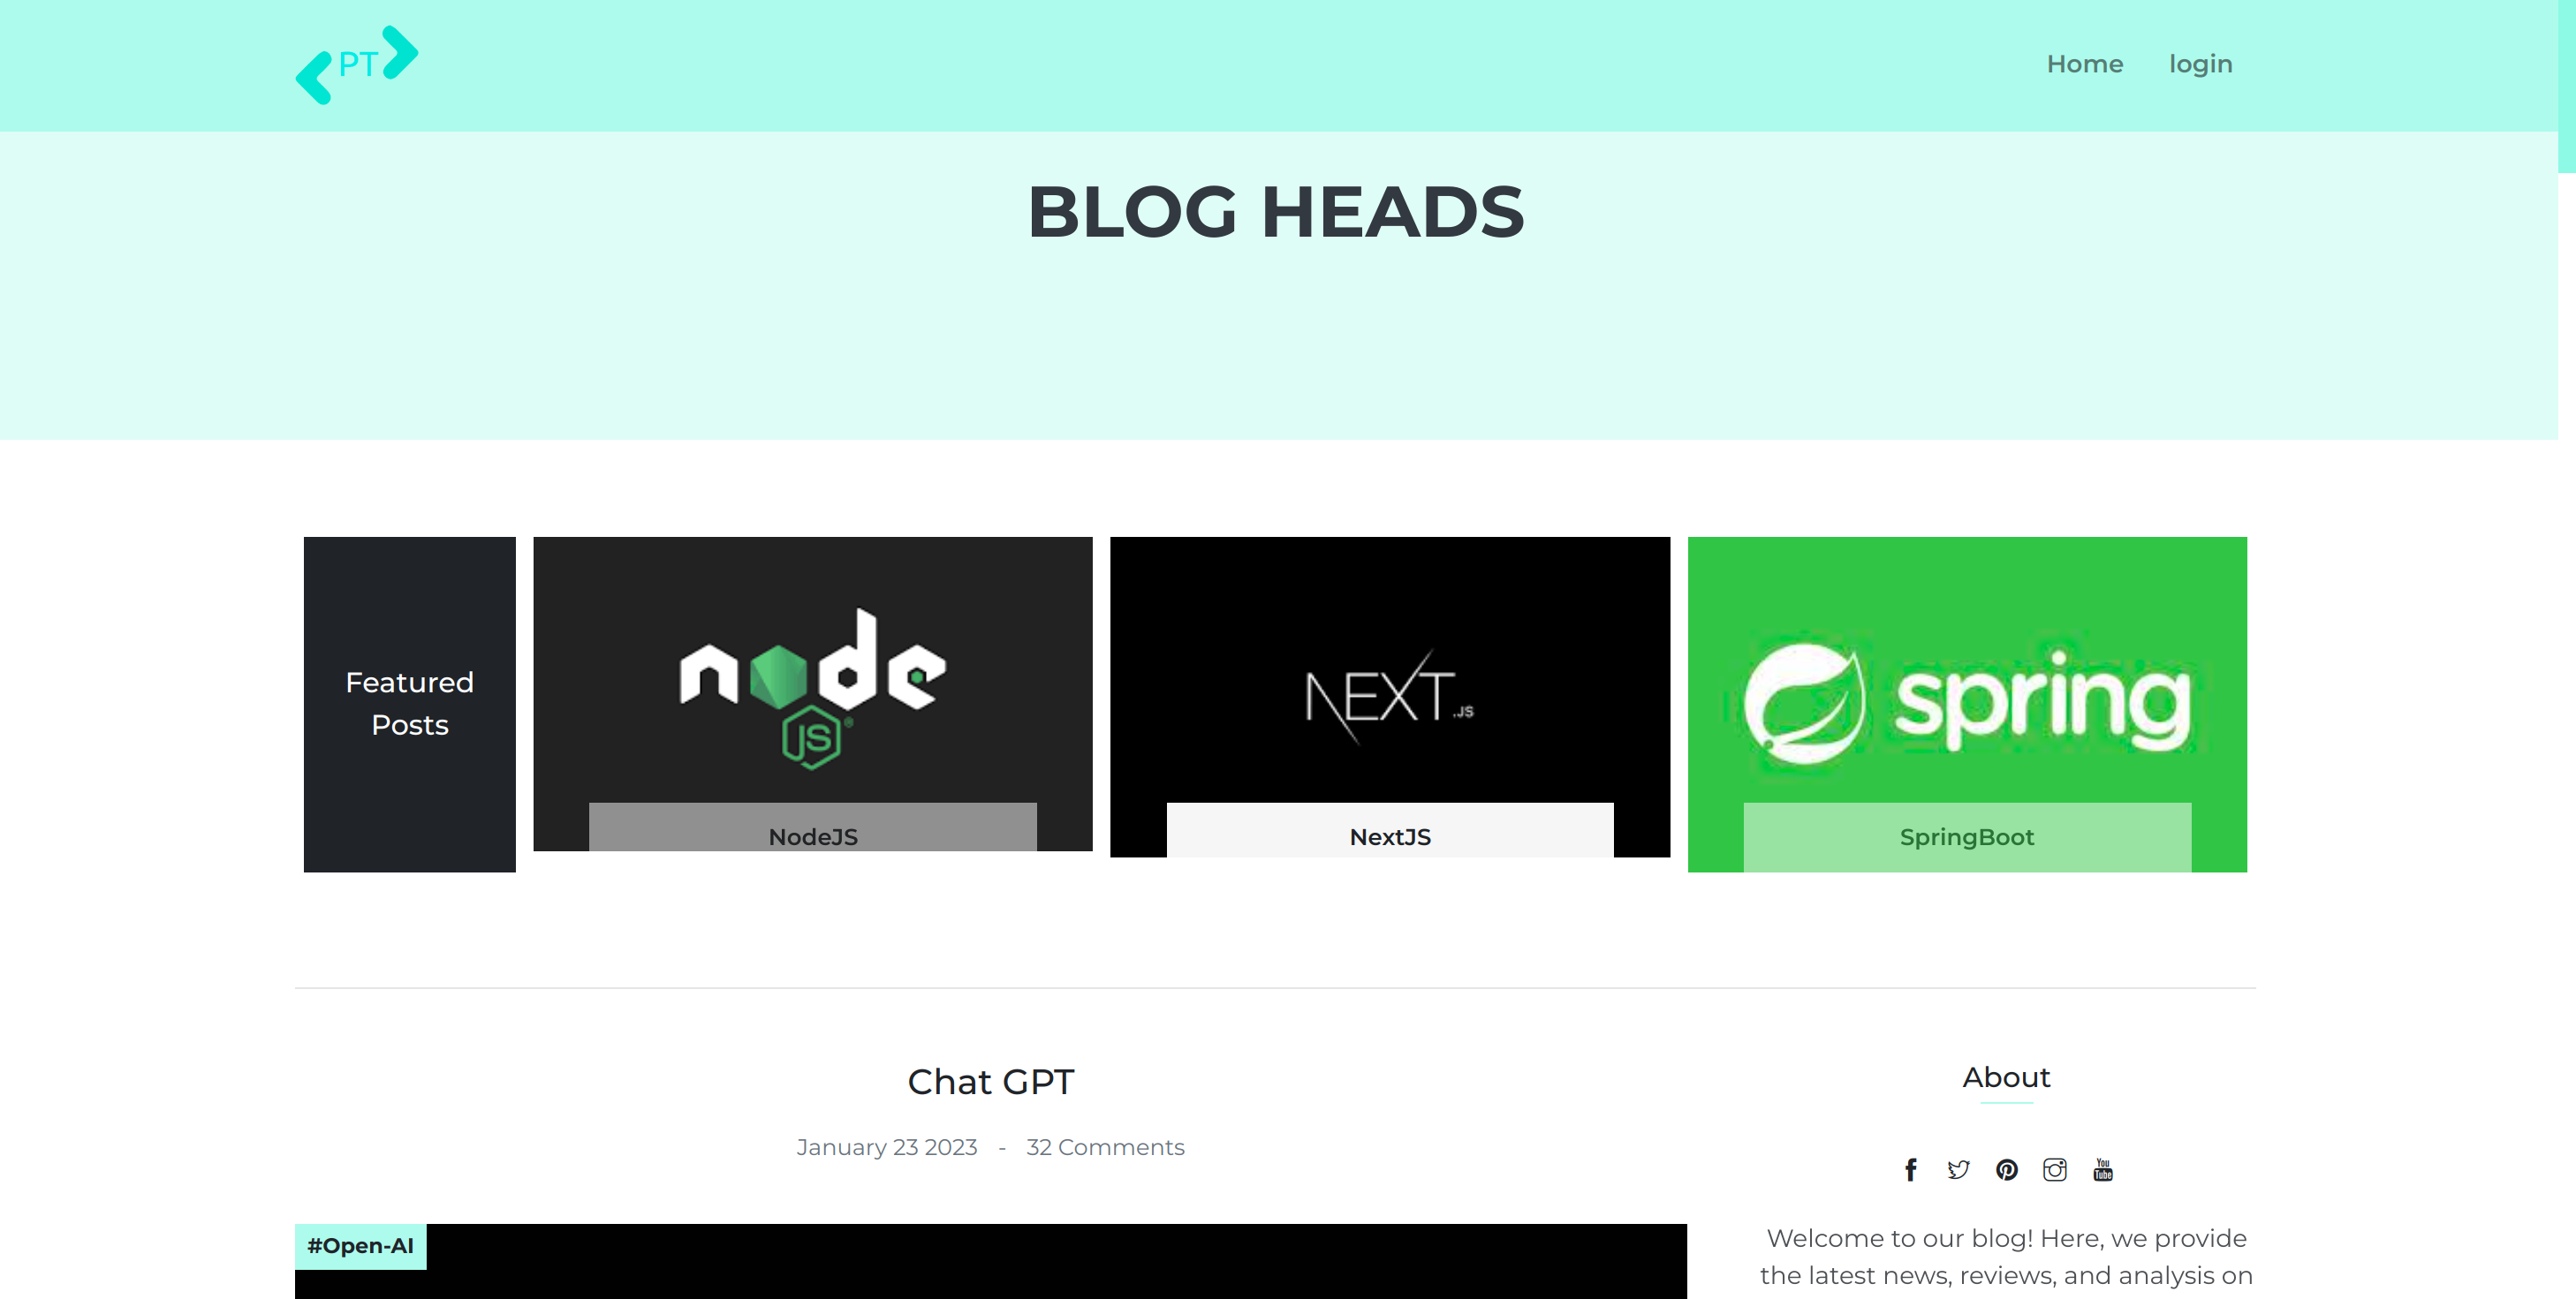 PT
Home login
BLOG HEADS
Featured
Posts
node
JS
®
NEXT.JS
spring
NodeJS
NextJS
SpringBoot
Chat GPT
January 23 2023 - 32 Comments
#Open-AI
About
f You Tube
Welcome to our blog! Here, we provide
the latest news, reviews, and analysis on